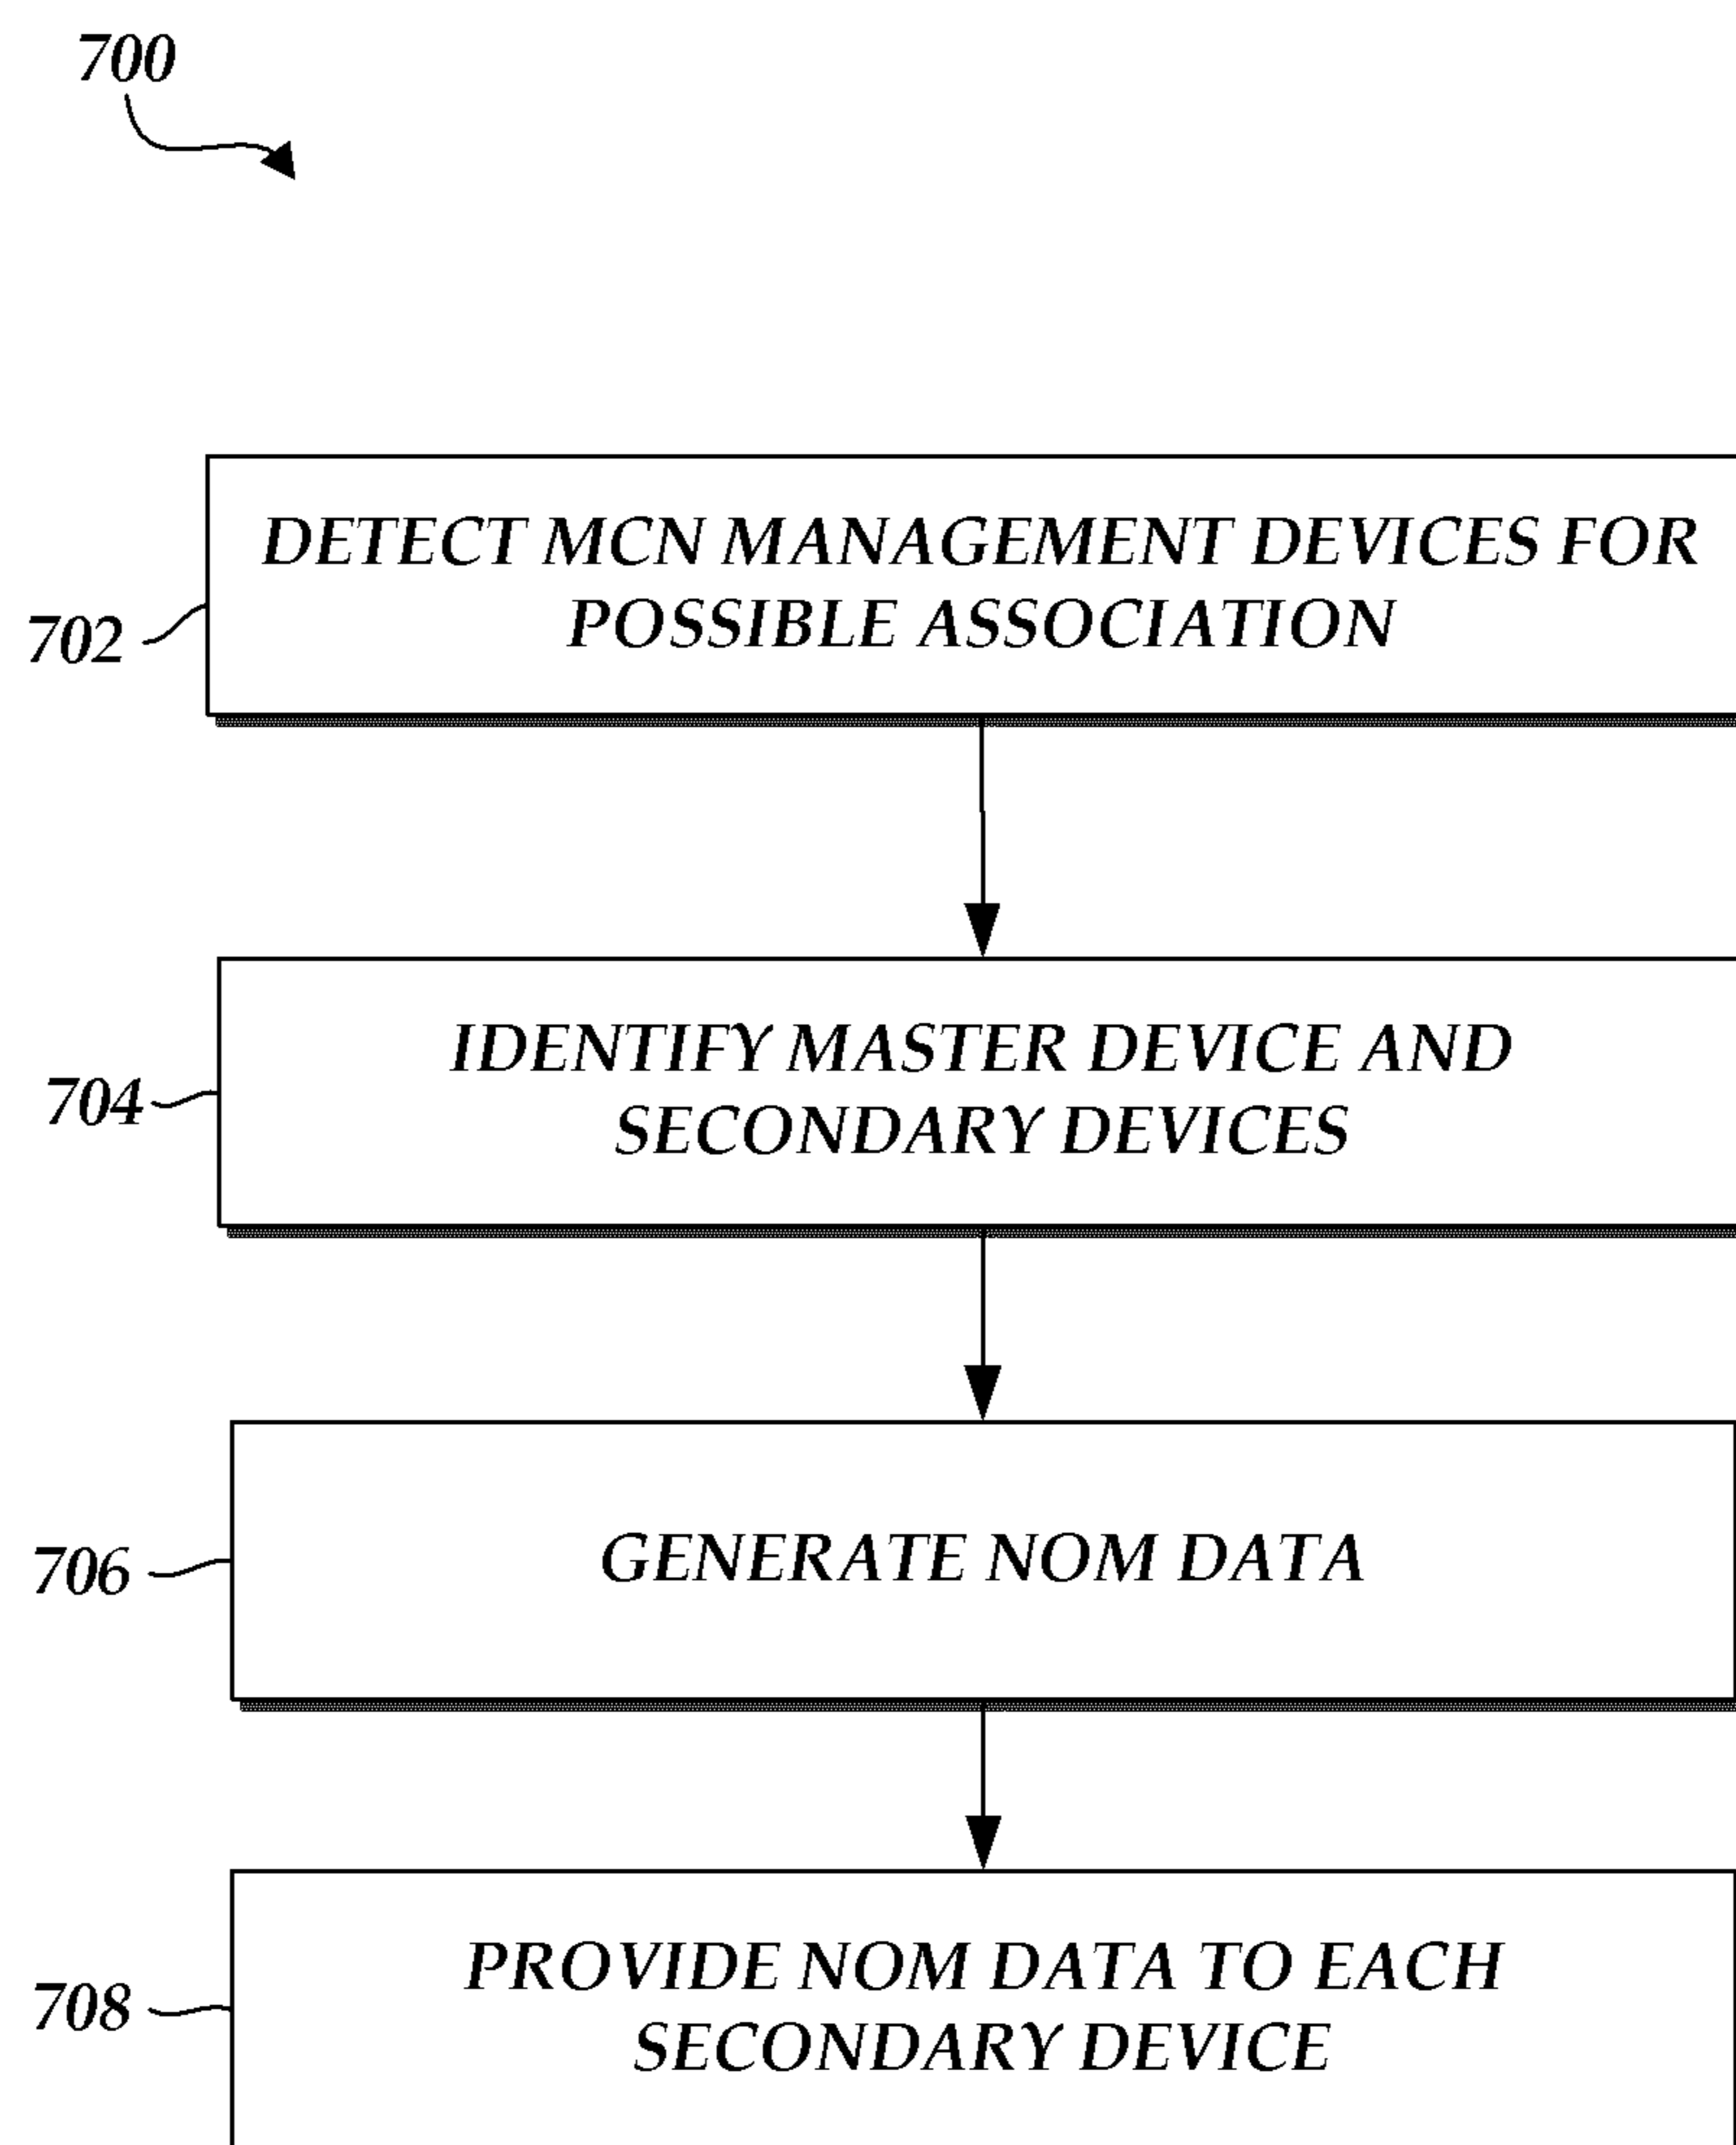 700
DETECT MCN MANAGEMENT DEVICES FOR
POSSIBLE ASSOCIATION
702
IDENTIFY MASTER DEVICE AND
SECONDARY DEVICES
704
GENERATE NOM DATA
706
PROVIDE NOM DATA TO EACH
SECONDARY DEVICE
708